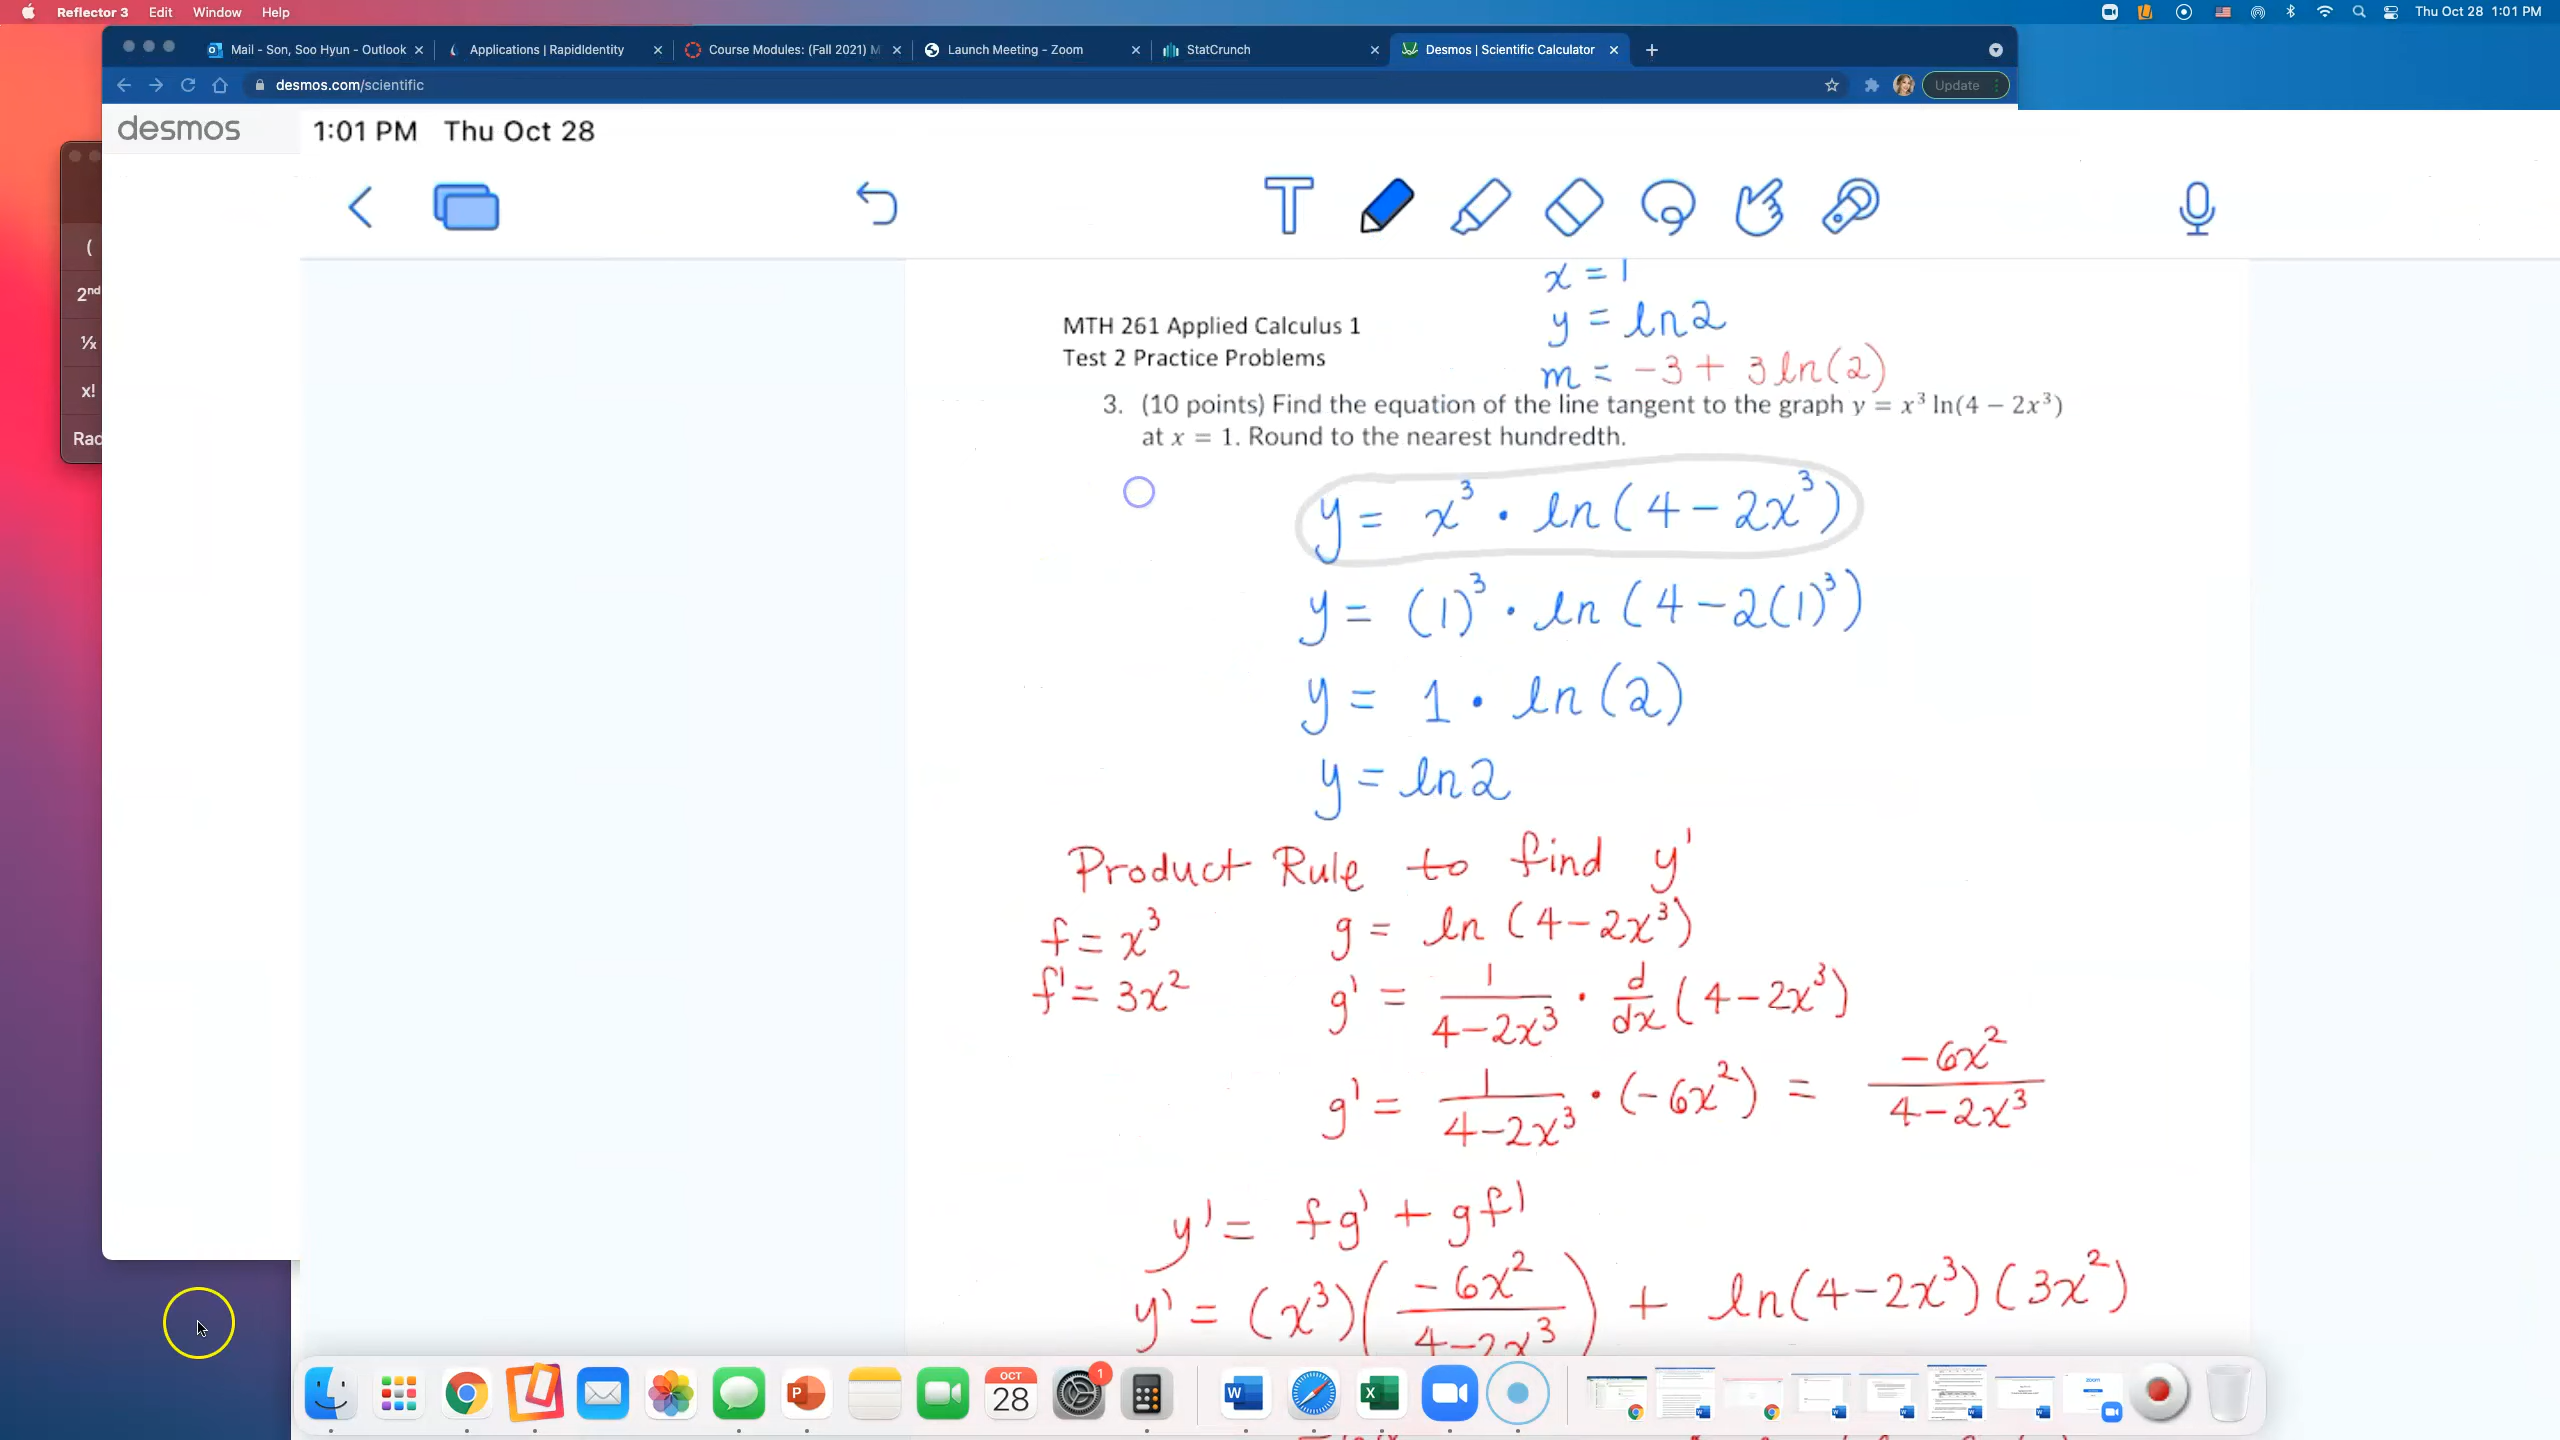 Reflector 3 Edit Window Help
Thu Oct 28 1:01 PM
Mail - Son, Soo Hyun - Outlook
Applications | RapidIdentity
Course Modules: (Fall 2021) M
Launch Meeting - Zoom
StatCrunch
Desmos | Scientific Calculator
desmos.com/scientific
Update
desmos
1:01 PM Thu Oct 28
(
2nd
1/x
x!
Rad
T
x = 1
y = ln2
m = -3 + 3ln(2)
MTH 261 Applied Calculus 1
Test 2 Practice Problems
3. (10 points) Find the equation of the line tangent to the graph y = x³ ln(4 − 2x³)
at x = 1. Round to the nearest hundredth.
y = x³ · ln(4 − 2x³)
y = (1)³ · ln(4 − 2(1)³)
y = 1 · ln(2)
y = ln2
Product Rule to find y'
f = x³ g = ln(4 − 2x³)
f' = 3x² g' = 1/(4 − 2x³) · d/dx (4 − 2x³)
g' = 1/(4 − 2x³) · (−6x²) = −6x²/(4 − 2x³)
y' = fg' + gf'
y' = (x³)(−6x²/(4 − 2x³)) + ln(4 − 2x³)(3x²)
OCT
28
1